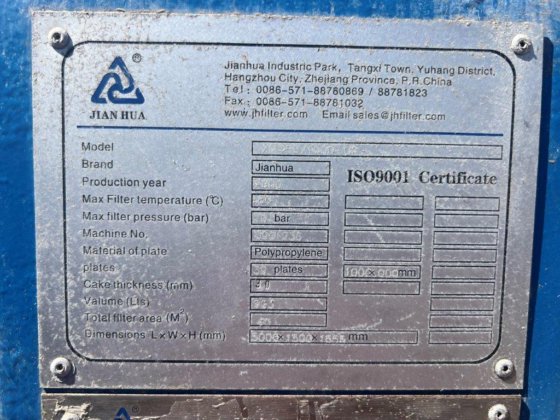 ®
JIAN HUA
Jianhua Industric Park, Tangxi Town, Yuhang District,
Hangzhou City, Zhejiang Province, P.R.China
Tel: 0086-571-88760869 / 88781823
Fax: 0086-571-88781032
www.jhfilter.com Email:sales@jhfilter.com
Model
Brand Jianhua
ISO9001 Certificate
Production year
Max Filter temperature (℃)
Max filter pressure (bar) bar
Machine No.
Material of plate Polypropylene
plates plates mm
Cake thickness (mm)
Volume (Lts)
Total filter area (M²)
Dimensions L×W×H (mm) mm
®